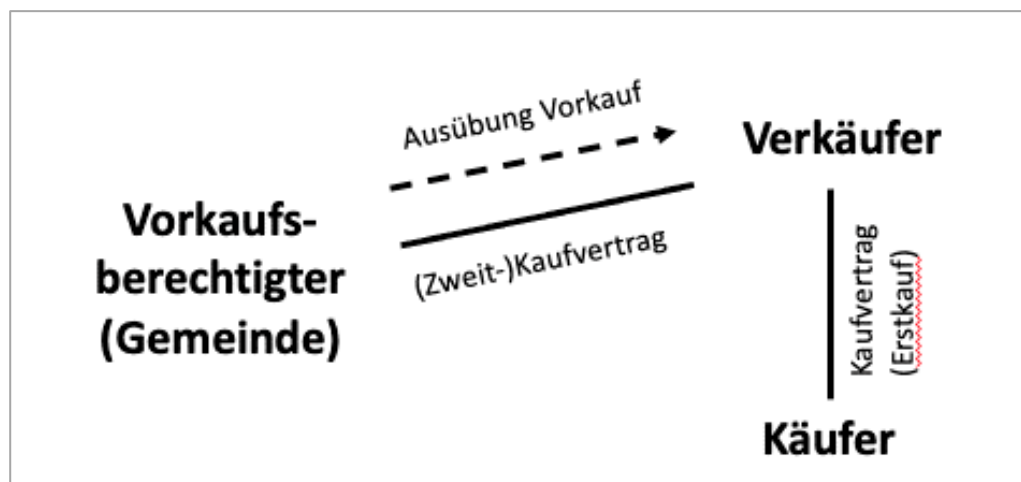 Ausübung Vorkauf
Verkäufer
Vorkaufs-
berechtigter
(Gemeinde)
(Zweit-)Kaufvertrag
Kaufvertrag
(Erstkauf)
Käufer